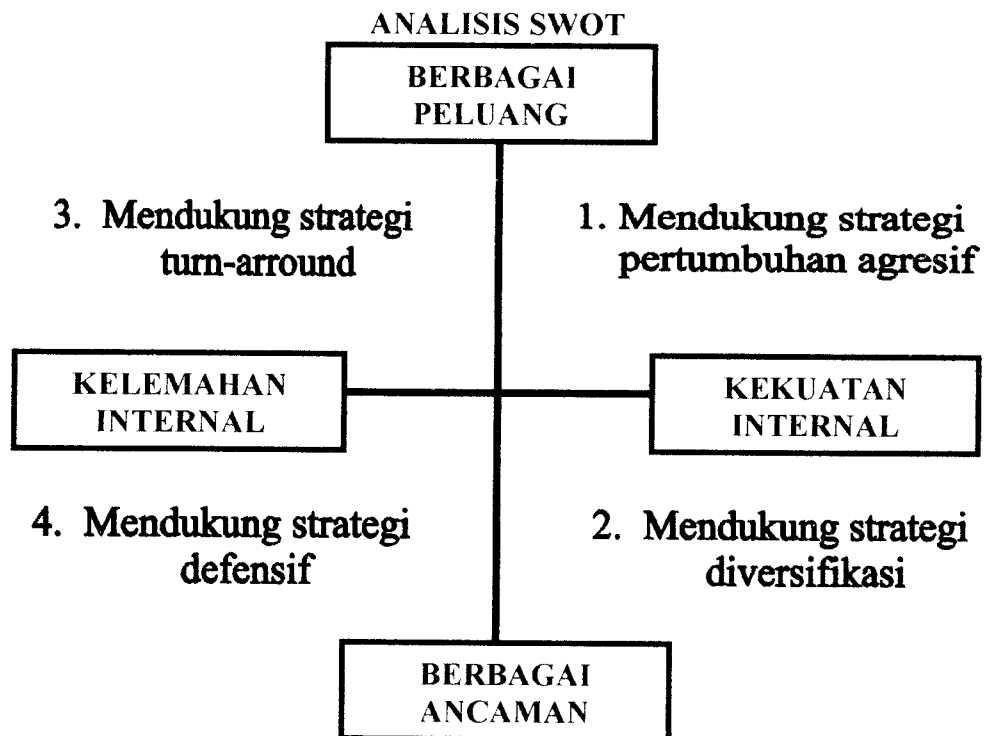 ANALISIS SWOT
BERBAGAI
PELUANG
3. Mendukung strategi
turn-arround
1. Mendukung strategi
pertumbuhan agresif
KELEMAHAN
INTERNAL
KEKUATAN
INTERNAL
4. Mendukung strategi
defensif
2. Mendukung strategi
diversifikasi
BERBAGAI
ANCAMAN